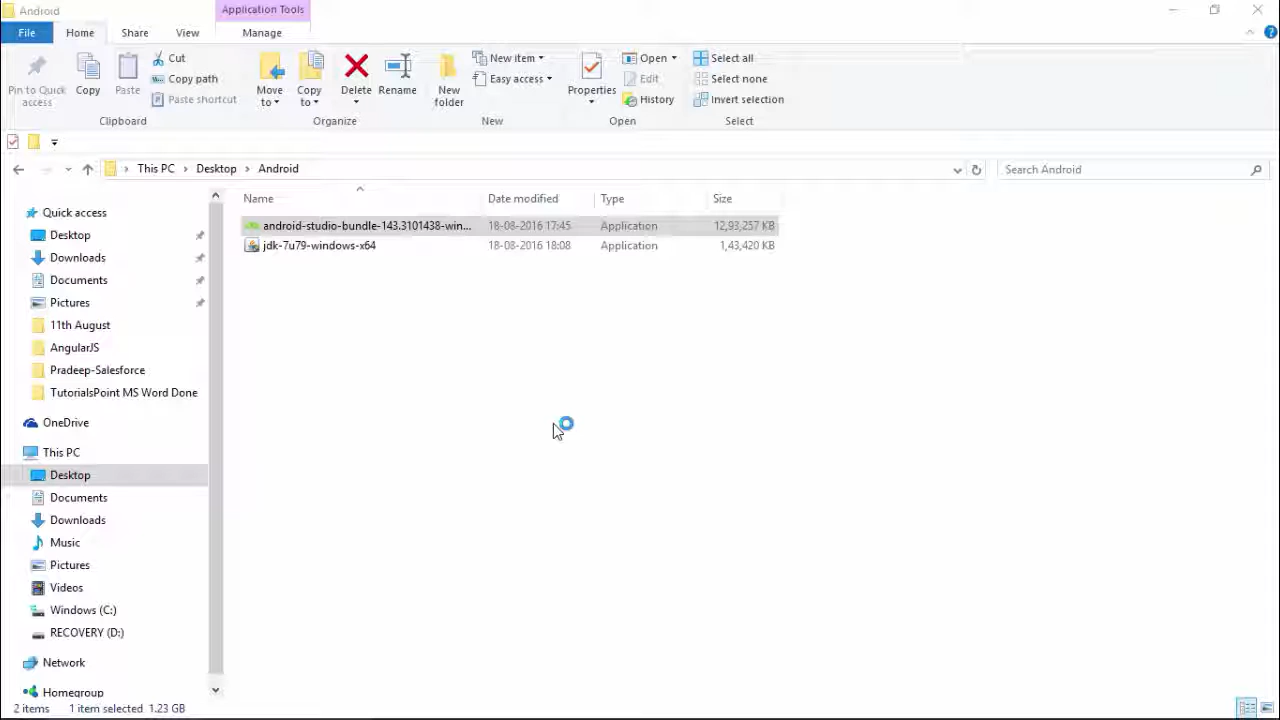 Android
Application Tools
File
Home
Share
View
Manage
Pin to Quick access
Copy
Paste
Cut
Copy path
Paste shortcut
Clipboard
Move to
Copy to
Delete
Rename
Organize
New folder
New item
Easy access
New
Properties
Open
Edit
History
Open
Select all
Select none
Invert selection
Select
This PC > Desktop > Android
Search Android
Name
Date modified
Type
Size
android-studio-bundle-143.3101438-win... 18-08-2016 17:45 Application 12,93,257 KB
jdk-7u79-windows-x64 18-08-2016 18:08 Application 1,43,420 KB
Quick access
Desktop
Downloads
Documents
Pictures
11th August
AngularJS
Pradeep-Salesforce
TutorialsPoint MS Word Done
OneDrive
This PC
Desktop
Documents
Downloads
Music
Pictures
Videos
Windows (C:)
RECOVERY (D:)
Network
Homegroup
2 items 1 item selected 1.23 GB